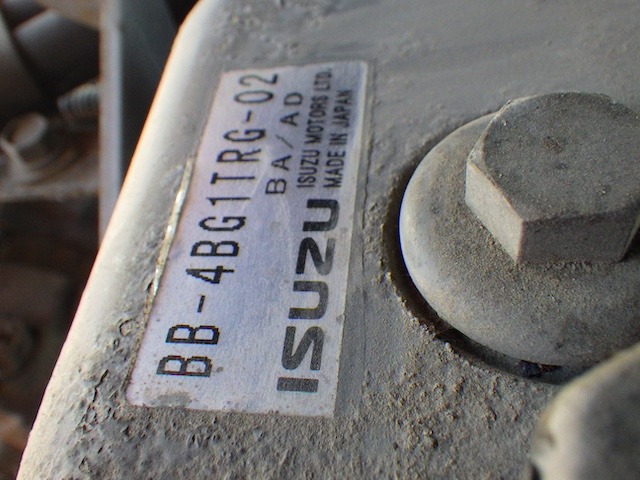 BB-4BG1TRG-02
BA/AD
ISUZU ISUZU MOTORS LTD.
MADE IN JAPAN